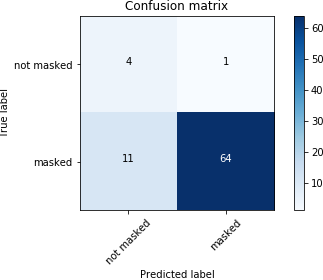 Confusion matrix
True label
not masked 4 1
masked 11 64
not masked masked
Predicted label
60
50
40
30
20
10